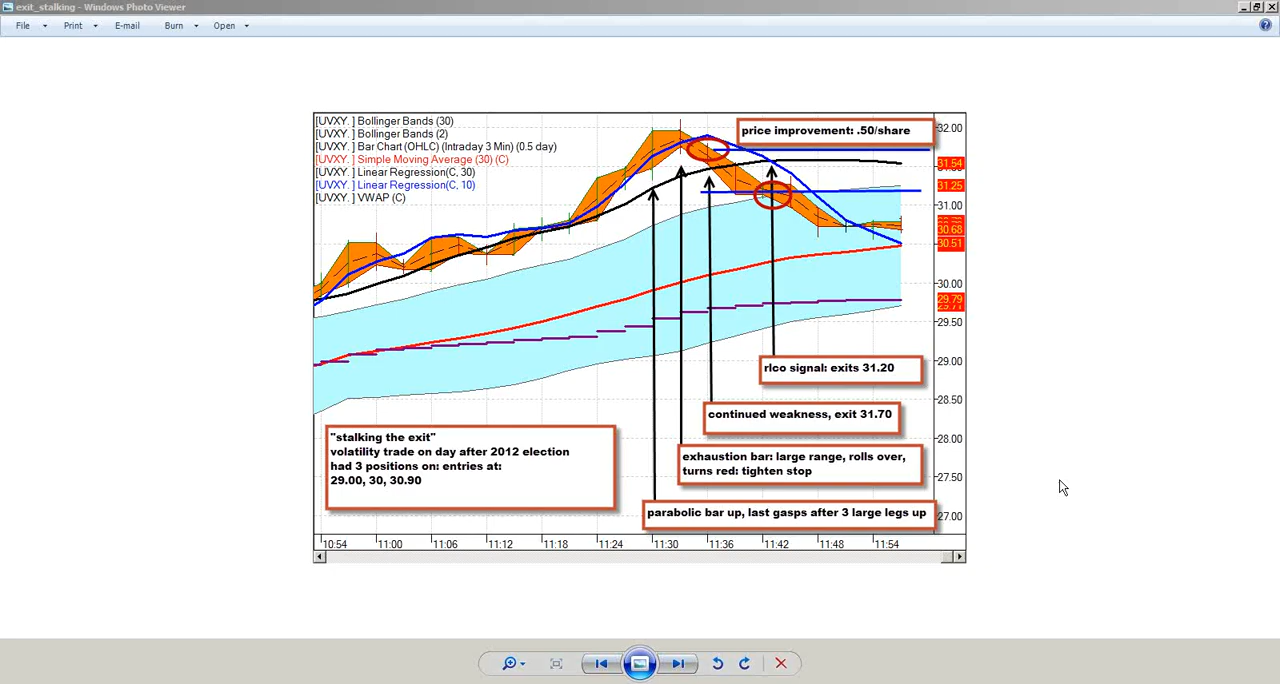 exit_stalking - Windows Photo Viewer
File Print E-mail Burn Open
[UVXY. ] Bollinger Bands (30)
[UVXY. ] Bollinger Bands (2)
[UVXY. ] Bar Chart (OHLC) (Intraday 3 Min) (0.5 day)
[UVXY. ] Simple Moving Average (30) (C)
[UVXY. ] Linear Regression(C, 30)
[UVXY. ] Linear Regression(C, 10)
[UVXY. ] VWAP (C)
price improvement: .50/share
32.00
31.54
31.25
31.00
30.68
30.51
30.00
29.79
29.50
29.00
28.50
28.00
27.50
27.00
rlco signal: exits 31.20
continued weakness, exit 31.70
exhaustion bar: large range, rolls over,
turns red: tighten stop
parabolic bar up, last gasps after 3 large legs up
"stalking the exit"
volatility trade on day after 2012 election
had 3 positions on: entries at:
29.00, 30, 30.90
10:54 11:00 11:06 11:12 11:18 11:24 11:30 11:36 11:42 11:48 11:54